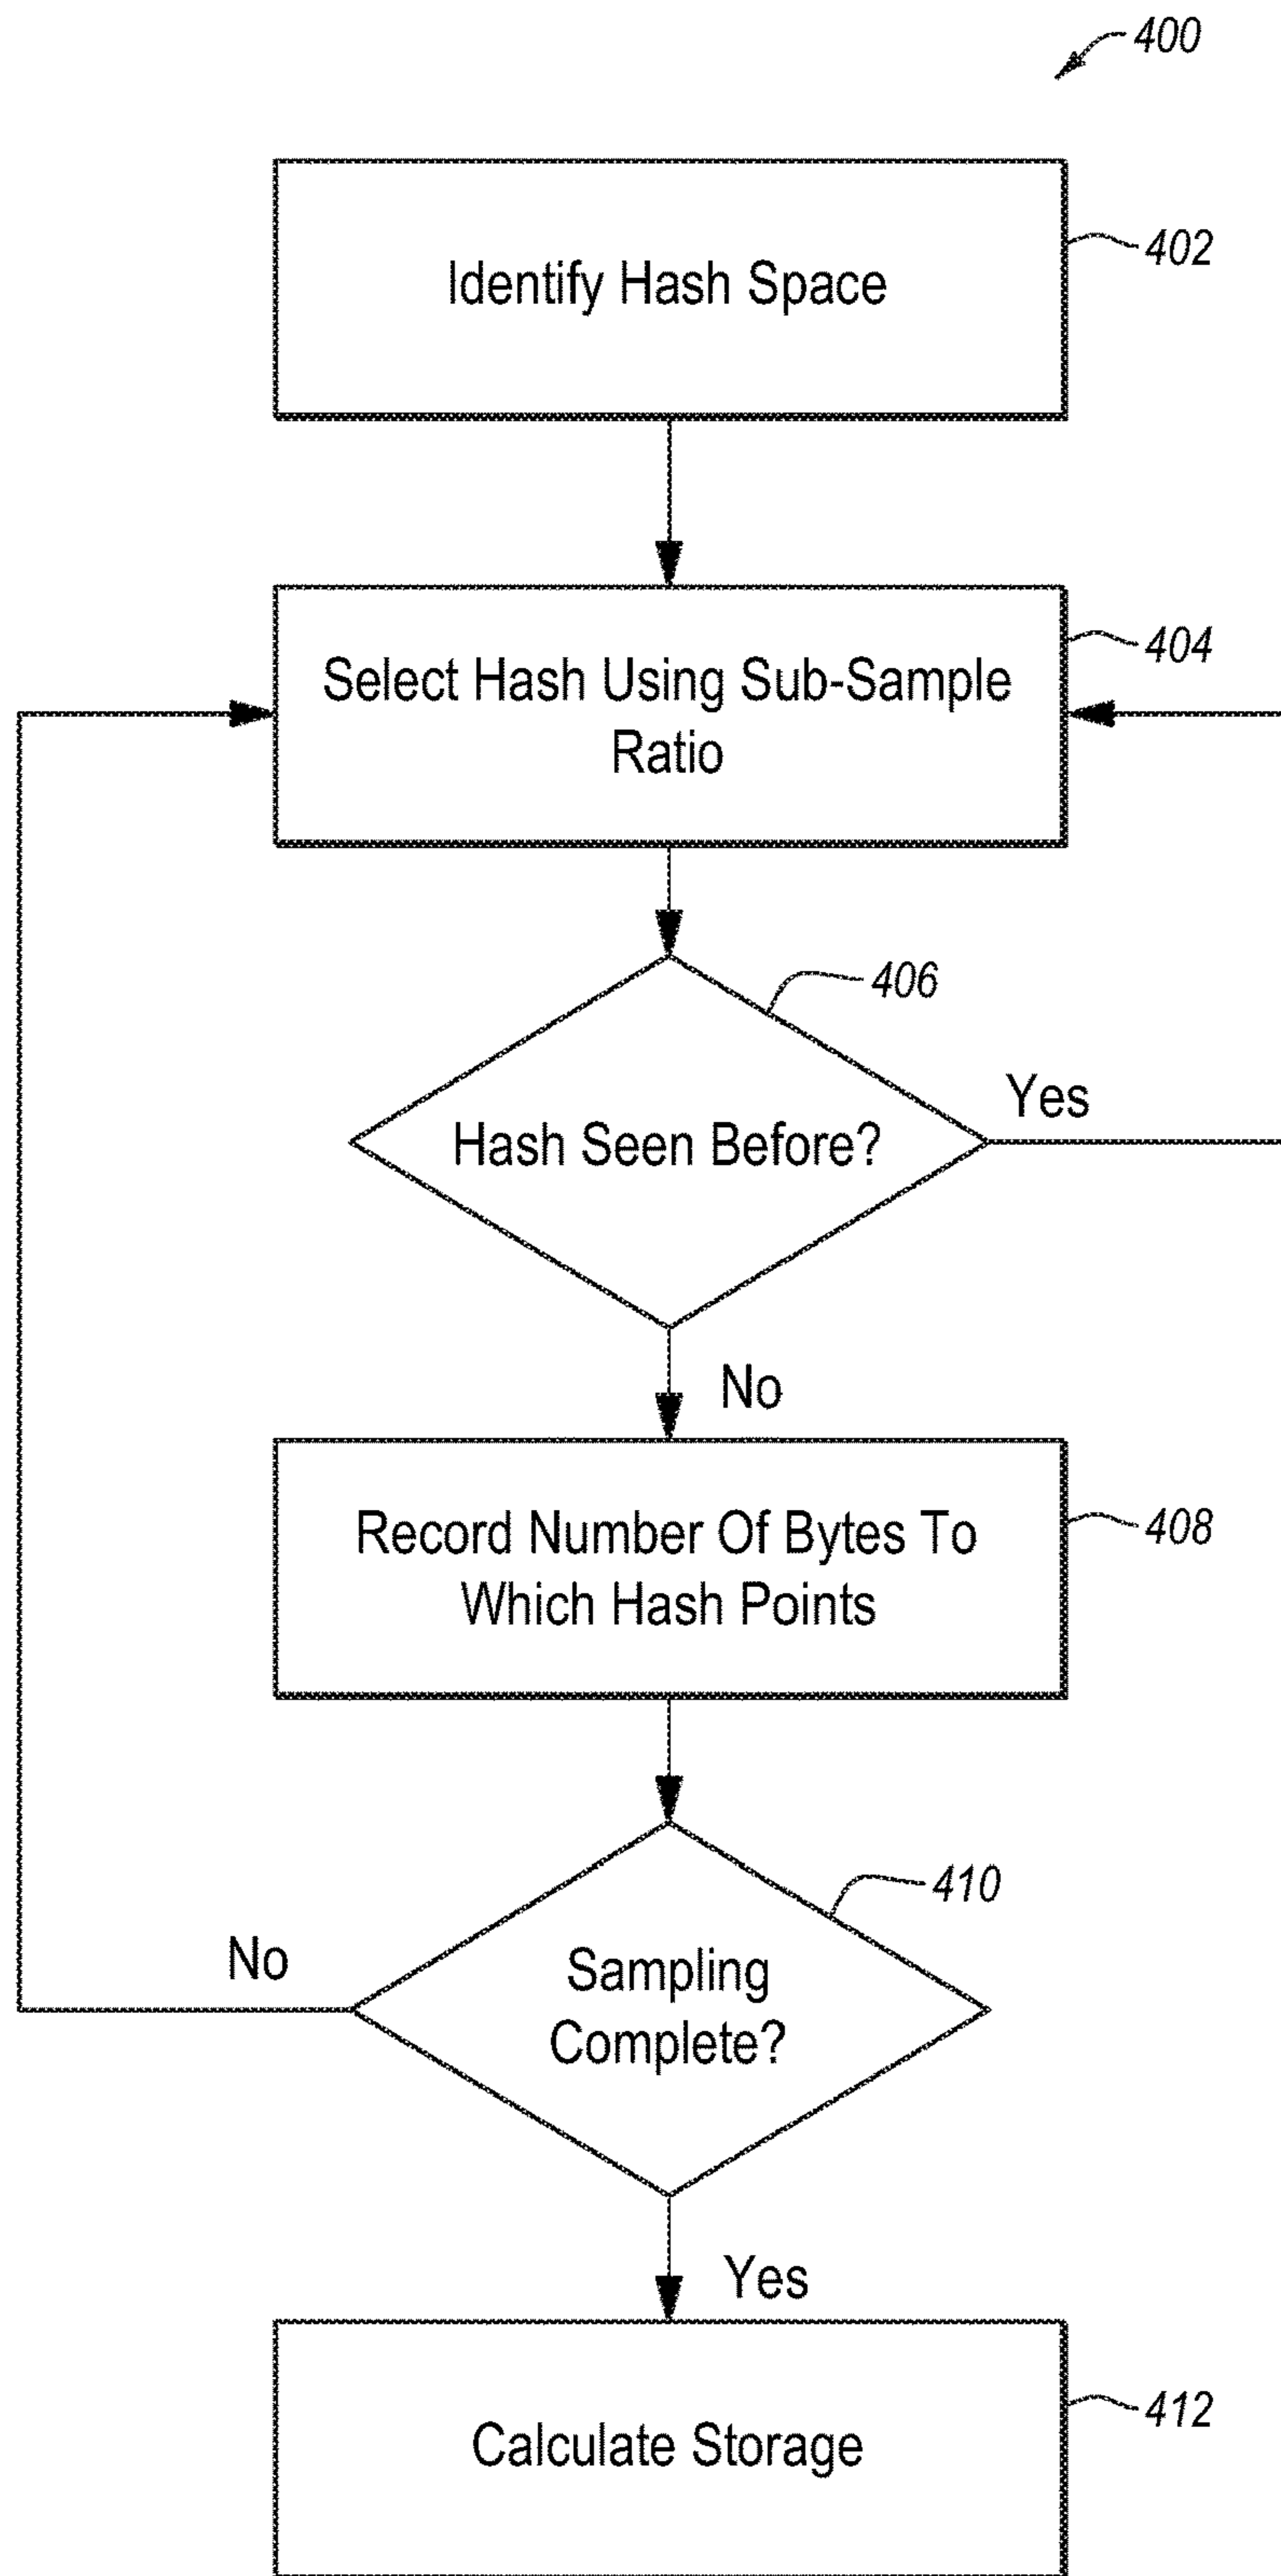 400
Identify Hash Space
402
Select Hash Using Sub-Sample
Ratio
404
406
Hash Seen Before?
Yes
No
Record Number Of Bytes To
Which Hash Points
408
410
Sampling
Complete?
No
Yes
Calculate Storage
412